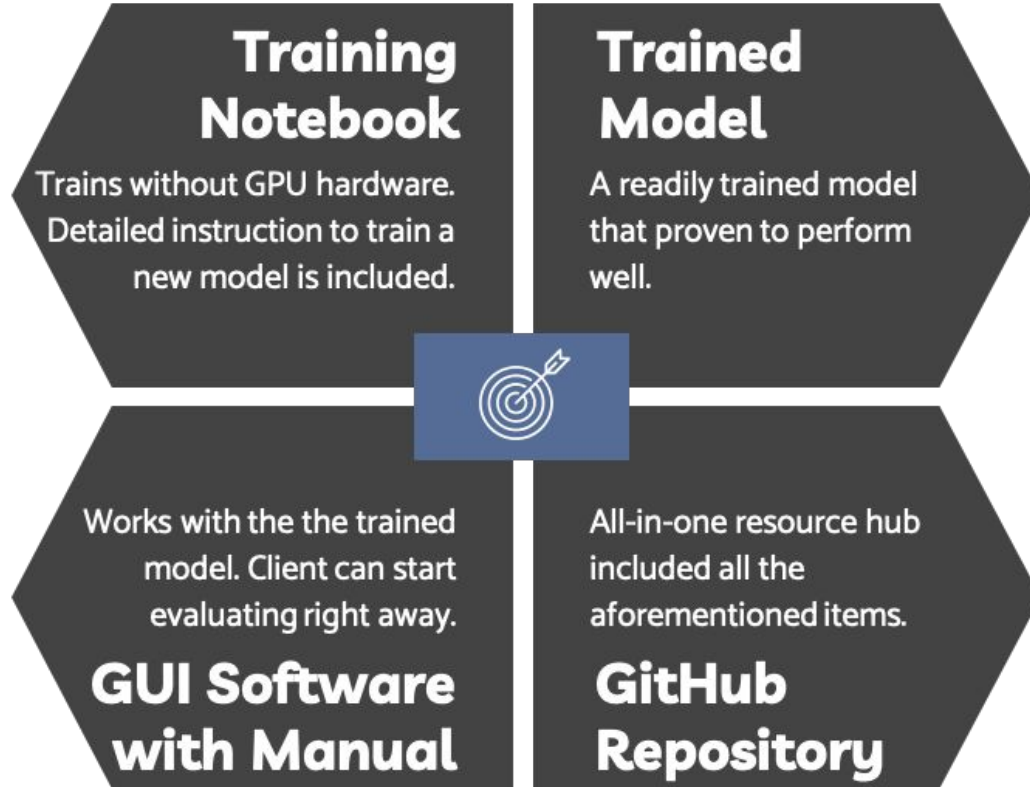 Training
Notebook
Trains without GPU hardware.
Detailed instruction to train a
new model is included.
Trained
Model
A readily trained model
that proven to perform
well.
Works with the the trained
model. Client can start
evaluating right away.
GUI Software
with Manual
All-in-one resource hub
included all the
aforementioned items.
GitHub
Repository